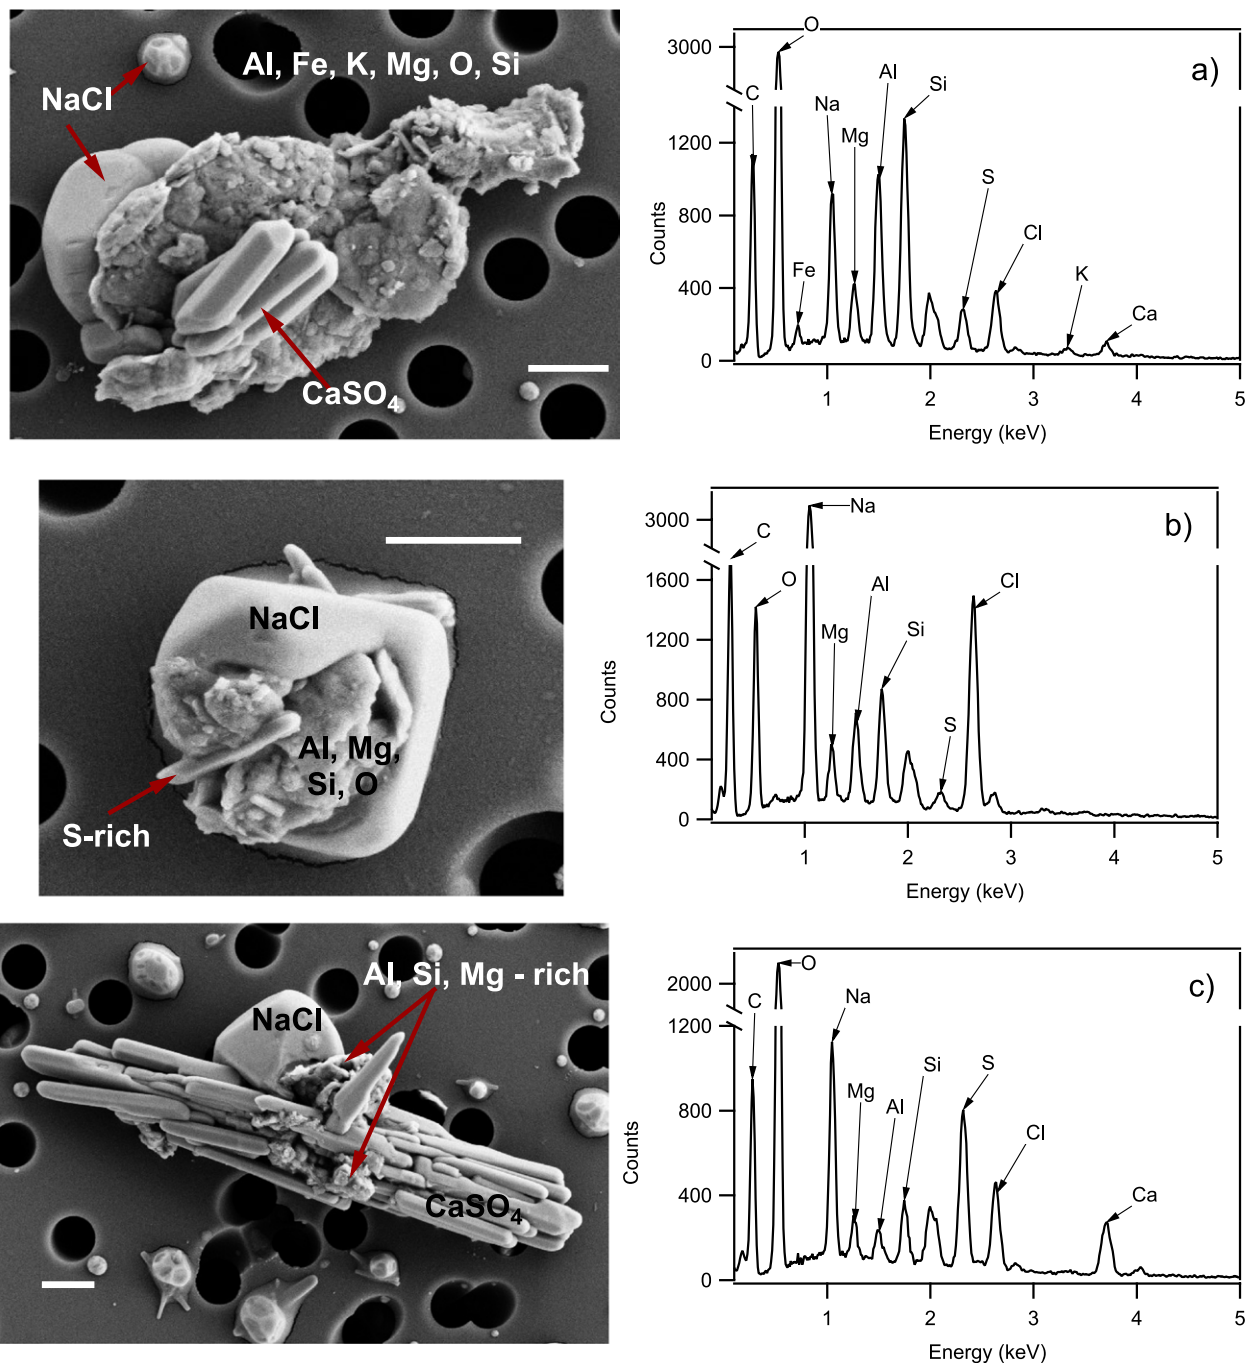 Al, Fe, K, Mg, O, Si
NaCl
CaSO4
a)
O
C
Na
Mg
Al
Si
S
Cl
Fe
K
Ca
3000
1200
800
400
0
Counts
1 2 3 4 5
Energy (keV)
NaCl
Al, Mg,
Si, O
S-rich
b)
Na
C
O
Mg
Al
Si
S
Cl
3000
1600
1200
800
400
0
Counts
1 2 3 4 5
Energy (keV)
Al, Si, Mg - rich
NaCl
CaSO4
c)
O
C
Na
Mg
Al
Si
S
Cl
Ca
2000
1200
800
400
0
Counts
1 2 3 4 5
Energy (keV)